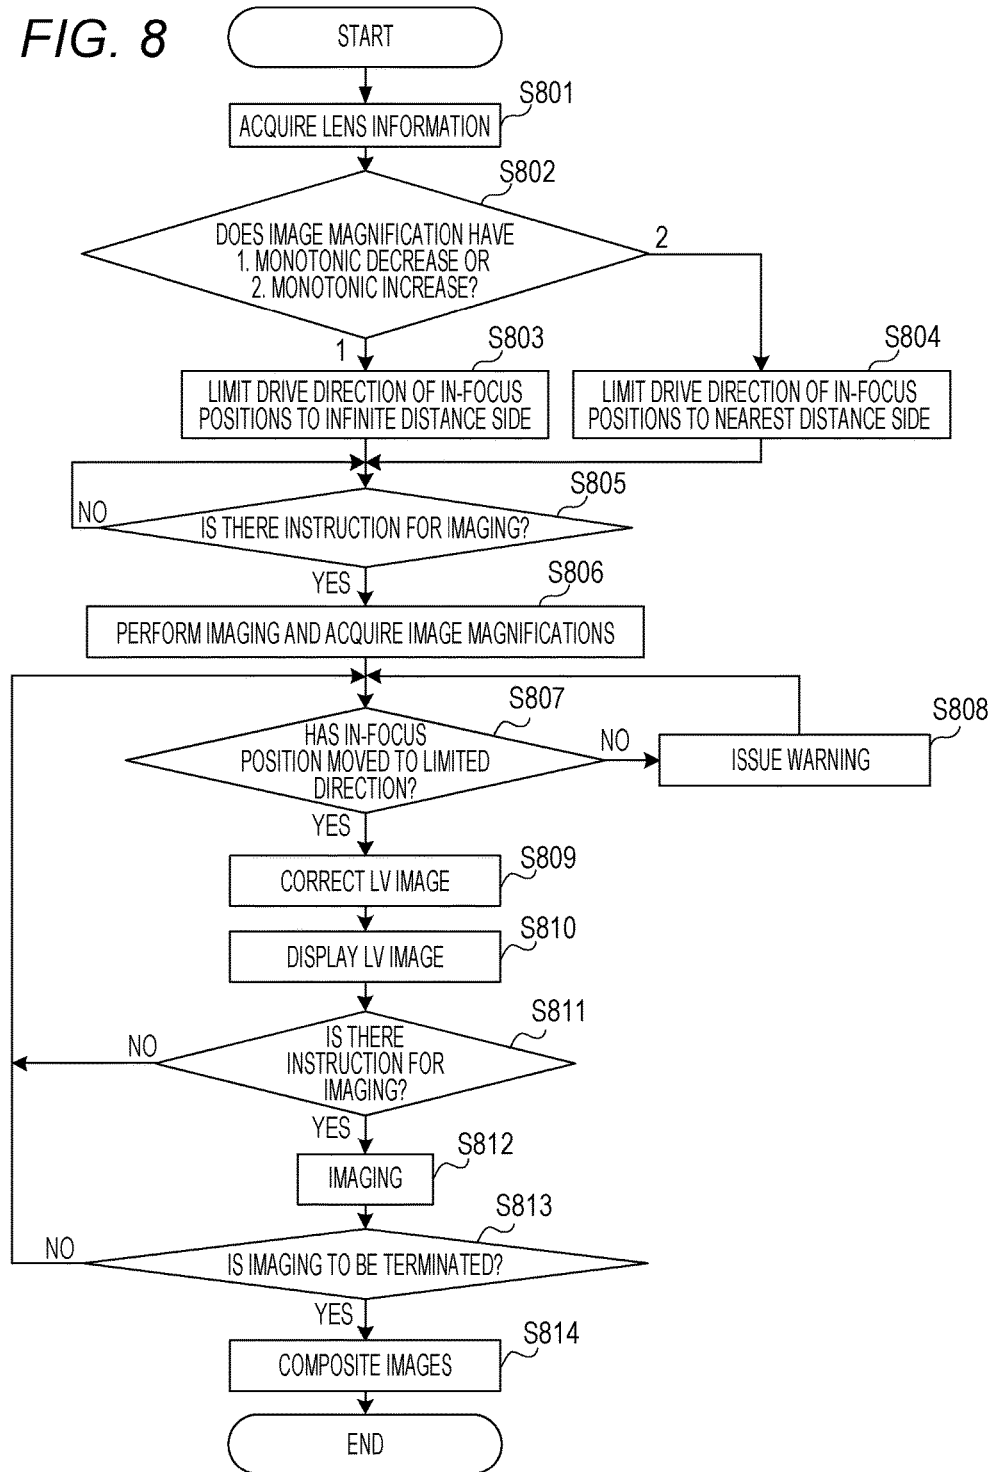 FIG. 8
START
S801
ACQUIRE LENS INFORMATION
S802
DOES IMAGE MAGNIFICATION HAVE
1. MONOTONIC DECREASE OR
2. MONOTONIC INCREASE?
2
1
S803
LIMIT DRIVE DIRECTION OF IN-FOCUS
POSITIONS TO INFINITE DISTANCE SIDE
S804
LIMIT DRIVE DIRECTION OF IN-FOCUS
POSITIONS TO NEAREST DISTANCE SIDE
S805
IS THERE INSTRUCTION FOR IMAGING?
NO
YES
S806
PERFORM IMAGING AND ACQUIRE IMAGE MAGNIFICATIONS
S807
HAS IN-FOCUS
POSITION MOVED TO LIMITED
DIRECTION?
NO
S808
ISSUE WARNING
YES
S809
CORRECT LV IMAGE
S810
DISPLAY LV IMAGE
S811
IS THERE
INSTRUCTION FOR
IMAGING?
NO
YES
S812
IMAGING
S813
IS IMAGING TO BE TERMINATED?
NO
YES
S814
COMPOSITE IMAGES
END